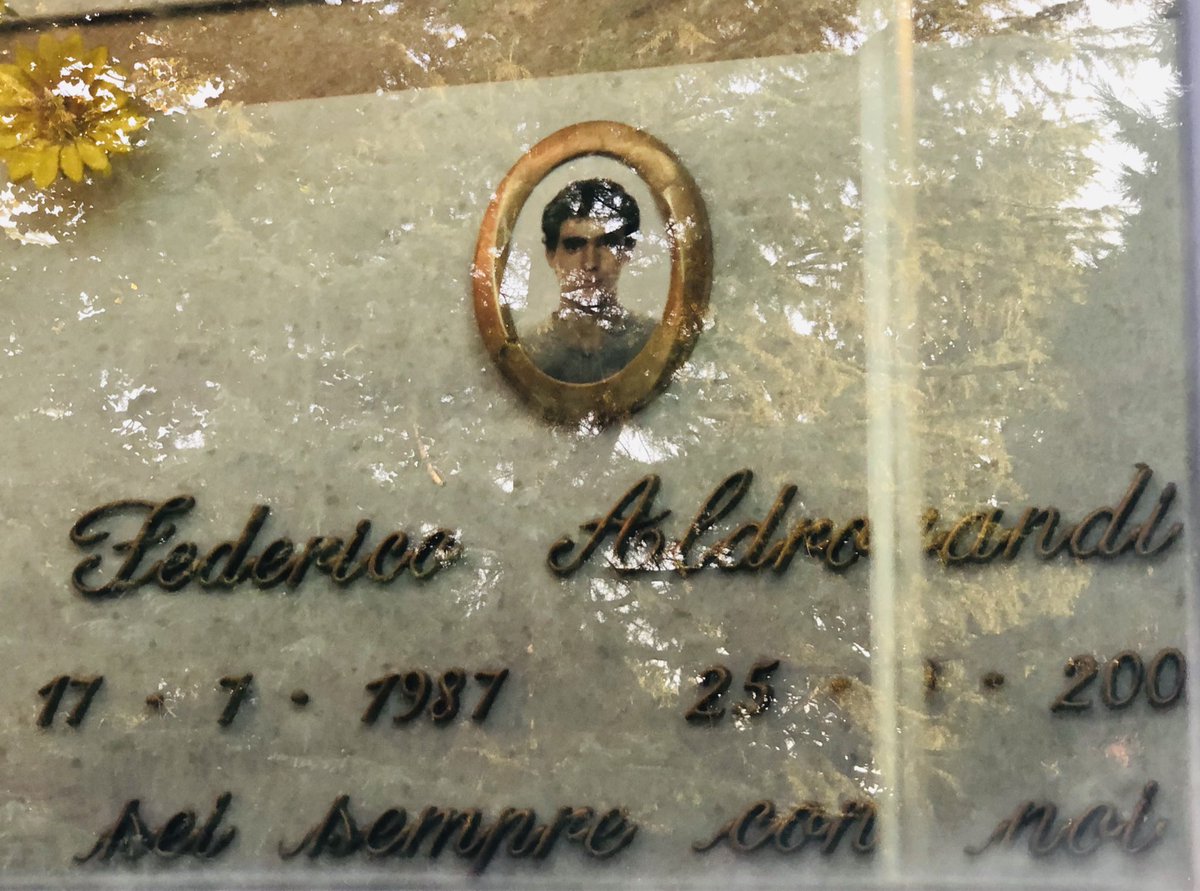 Federico Aldrovandi
17 · 7 · 1987 25 · · 200
sei sempre con noi